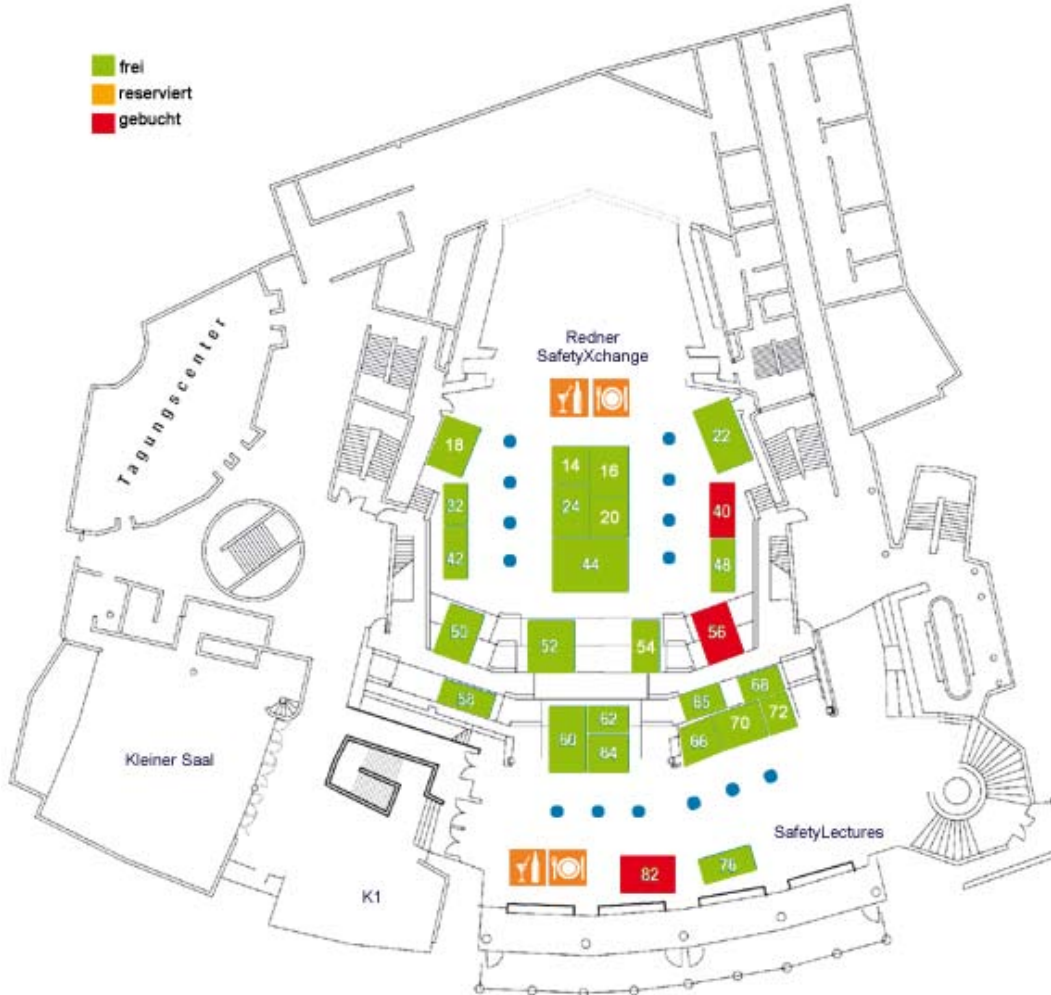 frei
reserviert
gebucht
Redner
SafetyXchange
Tagungscenter
18
22
14
16
32
24
20
40
42
44
48
50
52
54
56
58
65
68
60
62
64
66
70
72
Kleiner Saal
SafetyLectures
K1
82
76